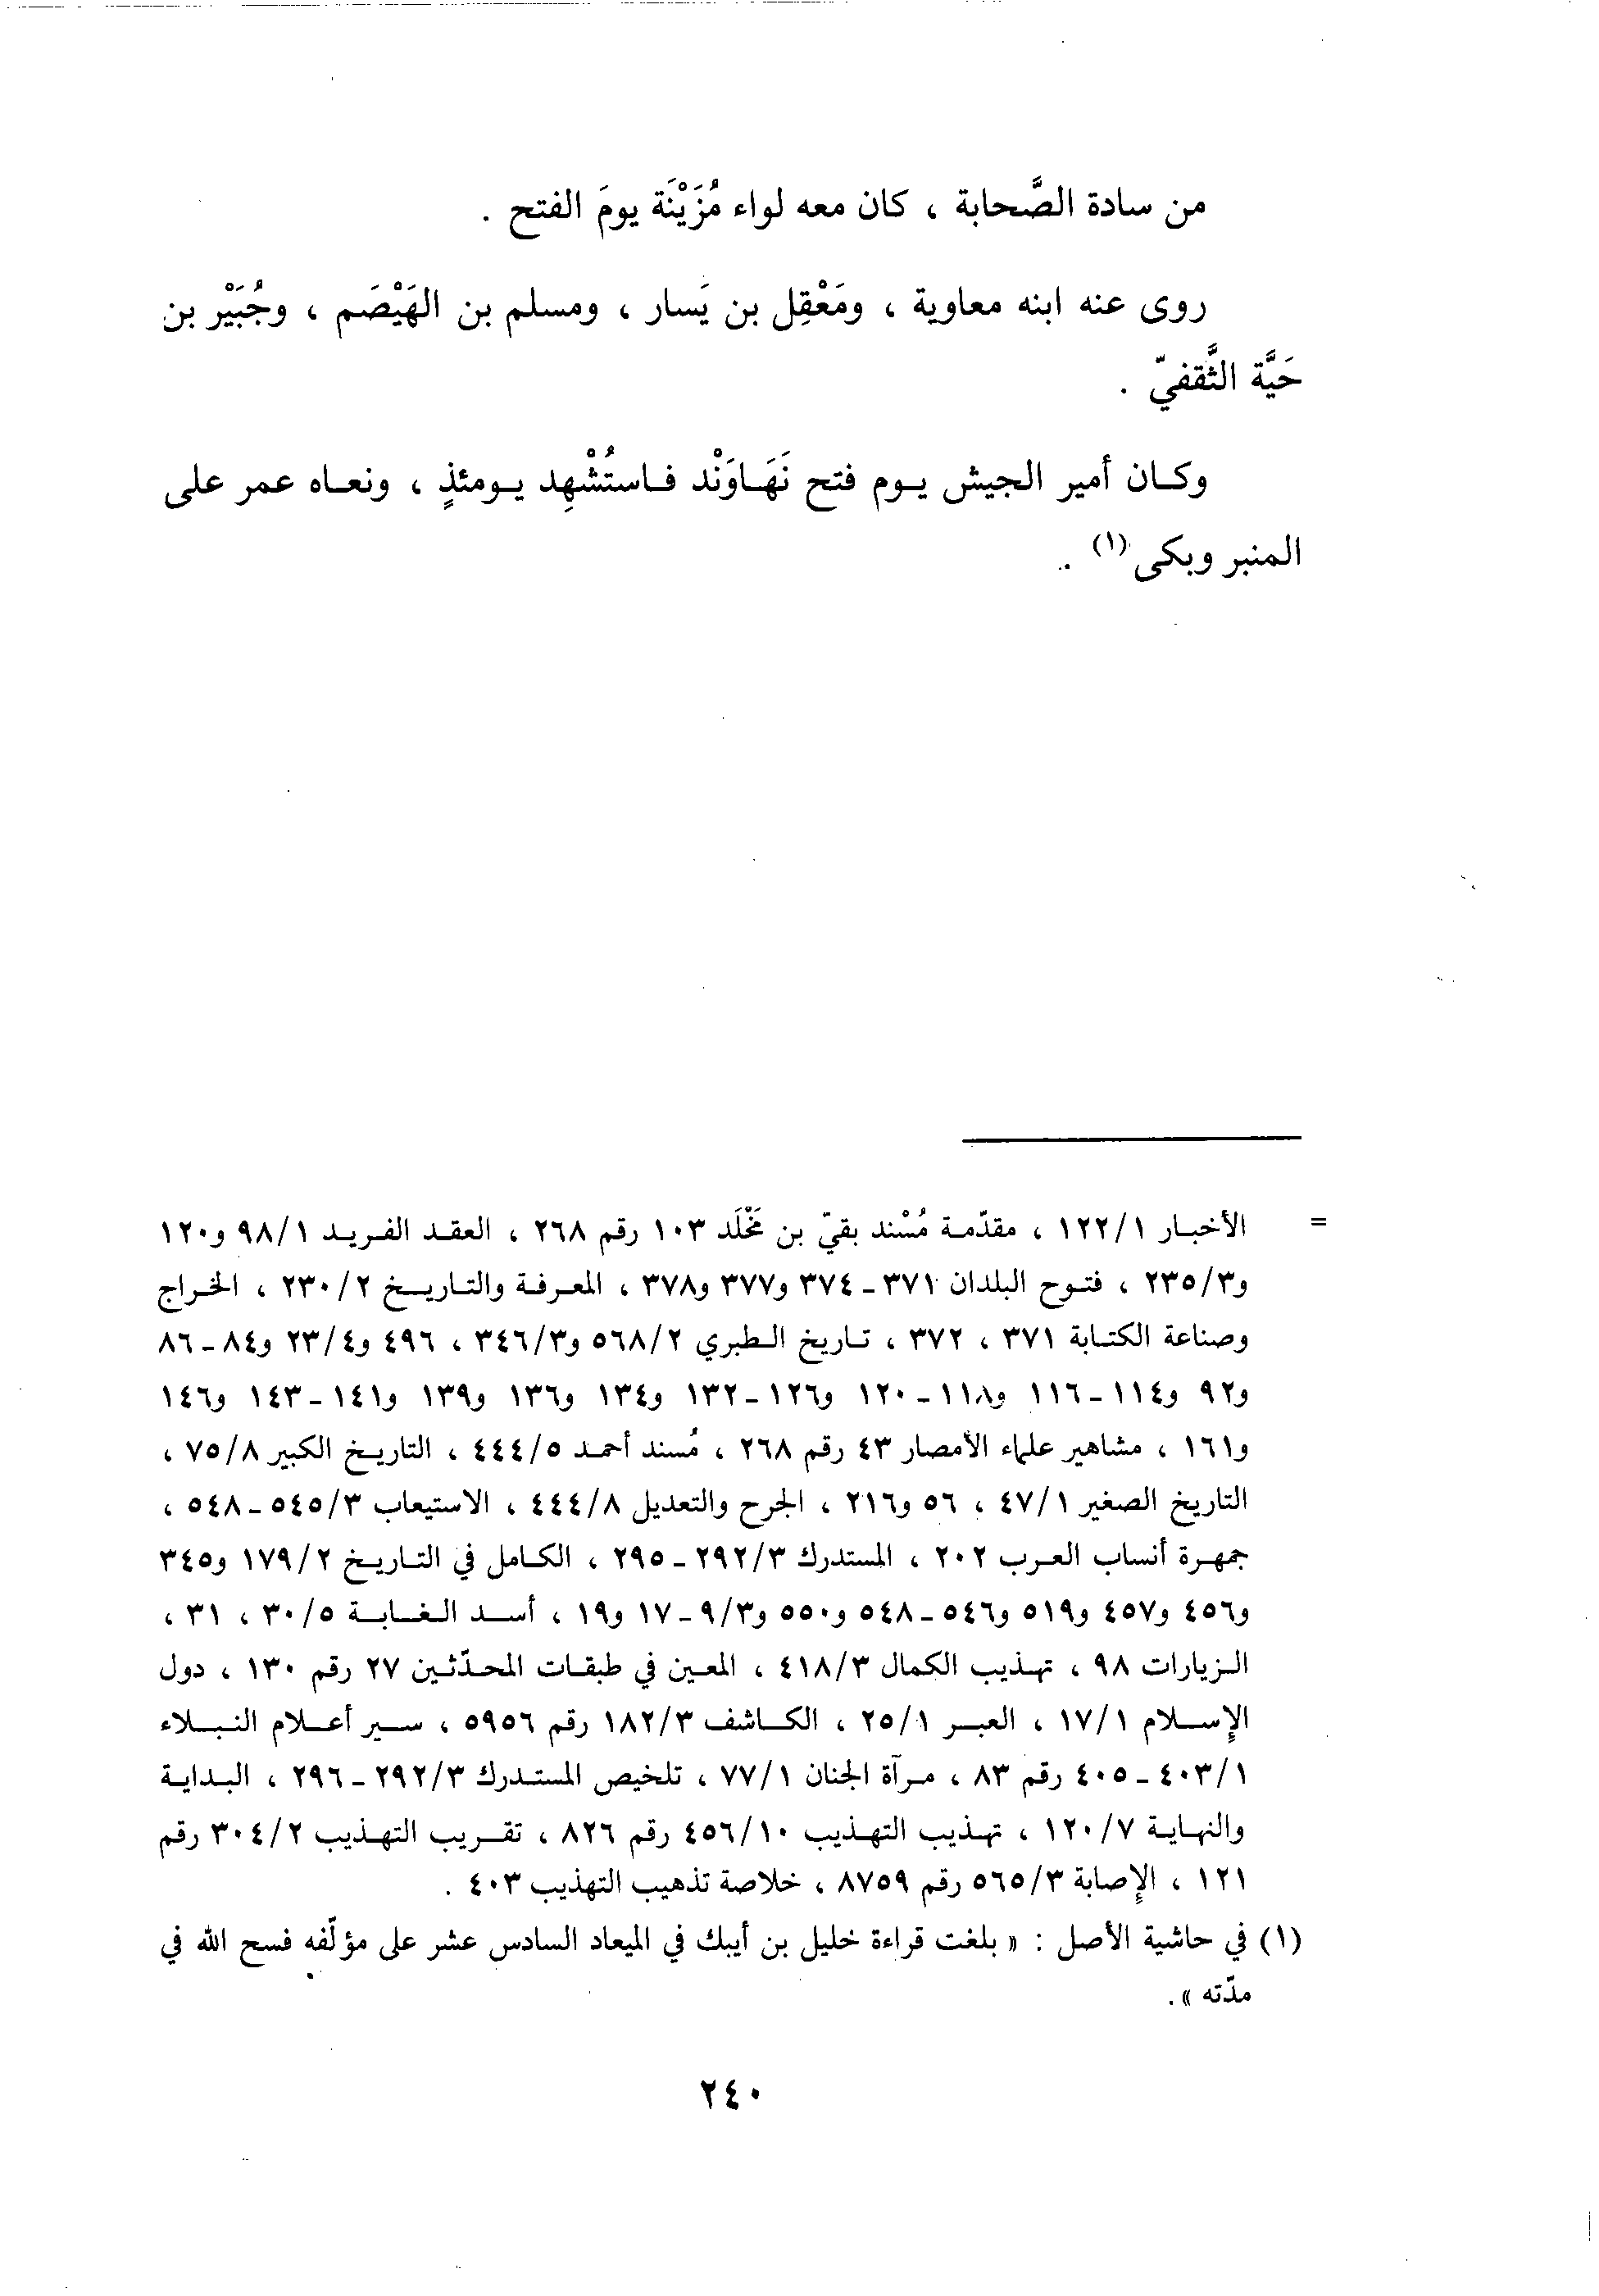 من سادة الصَّحابة ، كان معه لواء مُزَيْنَة يومَ الفتح .
روى عنه ابنه معاوية ، ومَعْقِل بن يَسار ، ومسلم بن الهَيْصَم ، وجُبَيْر بن
حَيَّة الثَّقفيّ .
وكان أمير الجيش يوم فتح نَهَاوَنْد فاستُشْهِد يومئذٍ ، ونعاه عمر على
المنبر وبكى (١) .
= الأخبار ١٢٢/١ ، مقدّمة مُسْند بقيّ بن مَخْلَد ١٠٣ رقم ٢٦٨ ، العقد الفريد ٩٨/١ و١٢٠
و٢٣٥/٣ ، فتوح البلدان ٣٧١ - ٣٧٤ و٣٧٧ و٣٧٨ ، المعرفة والتاريخ ٢٣٠/٢ ، الخراج
وصناعة الكتابة ٣٧١ ، ٣٧٢ ، تاريخ الطبري ٥٦٨/٢ و٣٤٦/٣ ، ٤٩٦ و٢٣/٤ و٨٤ - ٨٦
و٩٢ و١١٤ - ١١٦ و١١٨ - ١٢٠ و١٢٦ - ١٣٢ و١٣٤ و١٣٦ و١٣٩ و١٤١ - ١٤٣ و١٤٦
و١٦١ ، مشاهير علماء الأمصار ٤٣ رقم ٢٦٨ ، مُسند أحمد ٤٤٤/٥ ، التاريخ الكبير ٧٥/٨ ،
التاريخ الصغير ٤٧/١ ، ٥٦ و٢١٦ ، الجرح والتعديل ٤٤٤/٨ ، الاستيعاب ٥٤٥/٣ - ٥٤٨ ،
جمهرة أنساب العرب ٢٠٢ ، المستدرك ٢٩٢/٣ - ٢٩٥ ، الكامل في التاريخ ١٧٩/٢ و٣٤٥
و٤٥٦ و٤٥٧ و٥١٩ و٥٤٦ - ٥٤٨ و٥٥٠ و٩/٣ - ١٧ و١٩ ، أسد الغابة ٣٠/٥ ، ٣١ ،
الزيارات ٩٨ ، تهذيب الكمال ٤١٨/٣ ، المعين في طبقات المحدّثين ٢٧ رقم ١٣٠ ، دول
الإسلام ١٧/١ ، العبر ٢٥/١ ، الكاشف ١٨٢/٣ رقم ٥٩٥٦ ، سير أعلام النبلاء
٤٠٣/١ - ٤٠٥ رقم ٨٣ ، مرآة الجنان ٧٧/١ ، تلخيص المستدرك ٢٩٢/٣ - ٢٩٦ ، البداية
والنهاية ١٢٠/٧ ، تهذيب التهذيب ٤٥٦/١٠ رقم ٨٢٦ ، تقريب التهذيب ٣٠٤/٢ رقم
١٢١ ، الإصابة ٥٦٥/٣ رقم ٨٧٥٩ ، خلاصة تذهيب التهذيب ٤٠٣ .
(١) في حاشية الأصل : « بلغت قراءة خليل بن أيبك في الميعاد السادس عشر على مؤلّفه فسح الله في
مدّته » .
٢٤٠